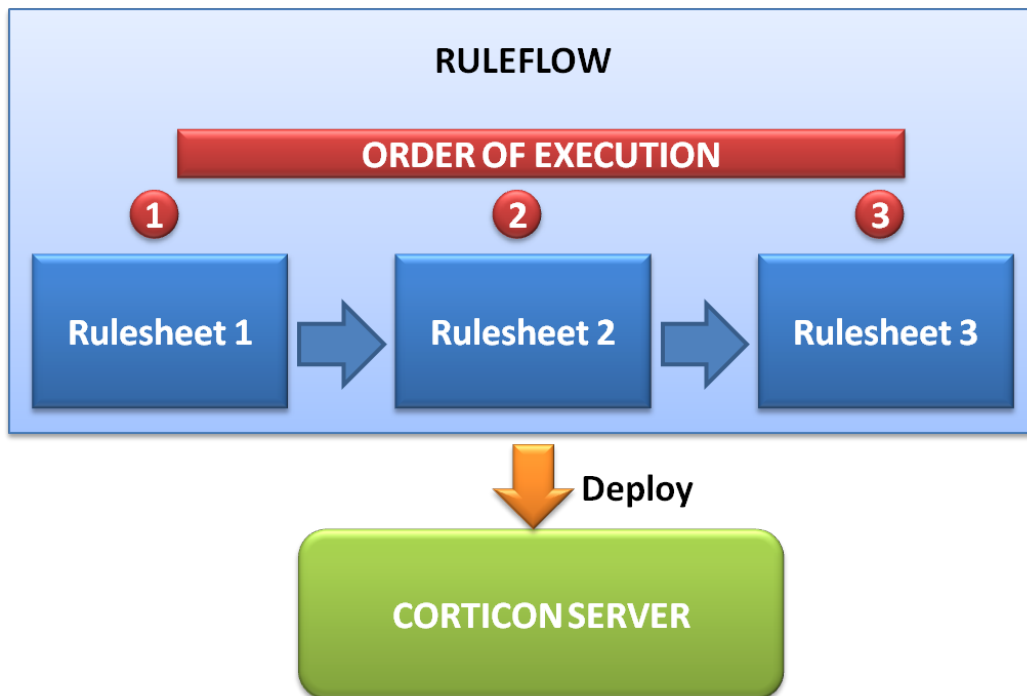 RULEFLOW
ORDER OF EXECUTION
1
2
3
Rulesheet 1
Rulesheet 2
Rulesheet 3
Deploy
CORTICON SERVER